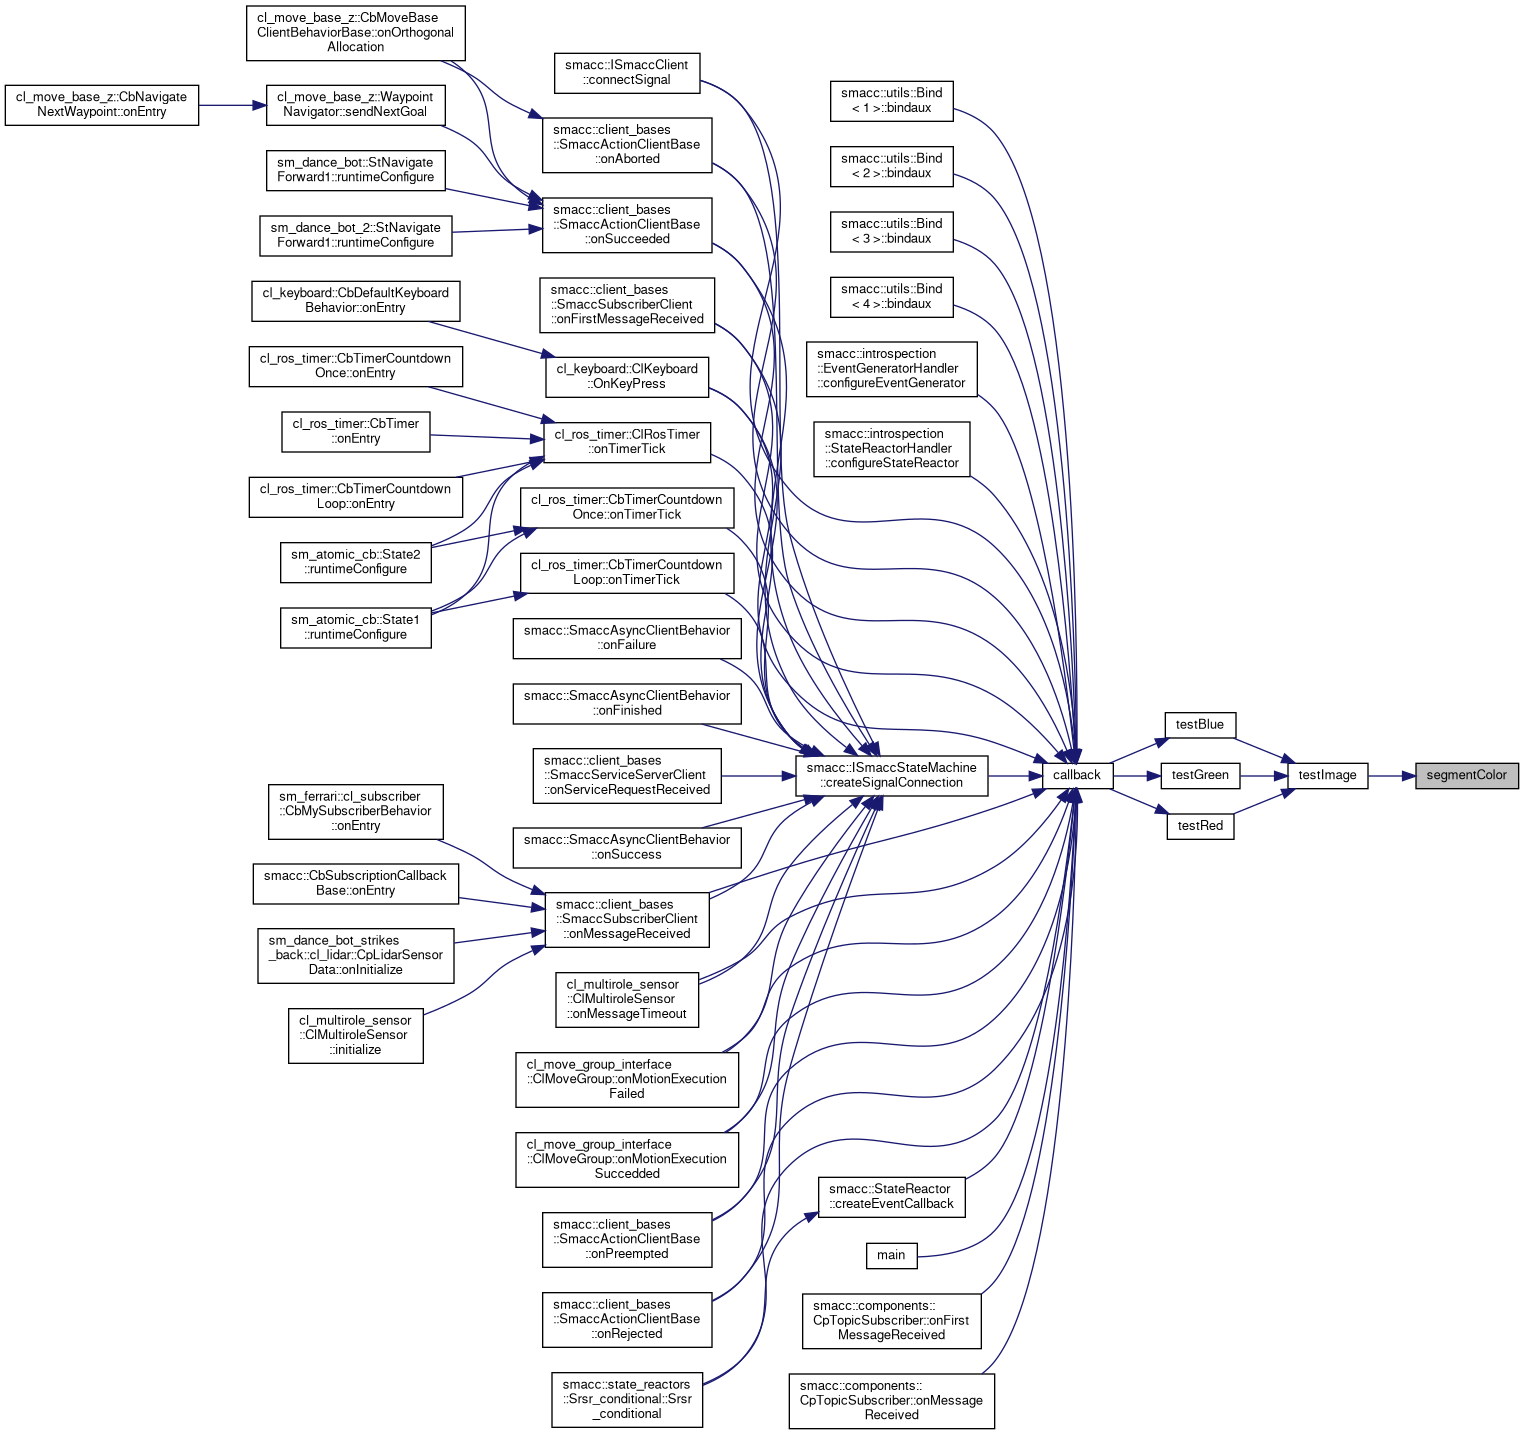 cl_move_base_z::CbMoveBase
ClientBehaviorBase::onOrthogonal
Allocation
cl_move_base_z::CbNavigate
NextWaypoint::onEntry
cl_move_base_z::Waypoint
Navigator::sendNextGoal
sm_dance_bot::StNavigate
Forward1::runtimeConfigure
sm_dance_bot_2::StNavigate
Forward1::runtimeConfigure
cl_keyboard::CbDefaultKeyboard
Behavior::onEntry
cl_ros_timer::CbTimerCountdown
Once::onEntry
cl_ros_timer::CbTimer
::onEntry
cl_ros_timer::CbTimerCountdown
Loop::onEntry
sm_atomic_cb::State2
::runtimeConfigure
sm_atomic_cb::State1
::runtimeConfigure
sm_ferrari::cl_subscriber
::CbMySubscriberBehavior
::onEntry
smacc::CbSubscriptionCallback
Base::onEntry
sm_dance_bot_strikes
_back::cl_lidar::CpLidarSensor
Data::onInitialize
cl_multirole_sensor
::ClMultiroleSensor
::initialize
smacc::ISmaccClient
::connectSignal
smacc::client_bases
::SmaccActionClientBase
::onAborted
smacc::client_bases
::SmaccActionClientBase
::onSucceeded
smacc::client_bases
::SmaccSubscriberClient
::onFirstMessageReceived
cl_keyboard::ClKeyboard
::OnKeyPress
cl_ros_timer::ClRosTimer
::onTimerTick
cl_ros_timer::CbTimerCountdown
Once::onTimerTick
cl_ros_timer::CbTimerCountdown
Loop::onTimerTick
smacc::SmaccAsyncClientBehavior
::onFailure
smacc::SmaccAsyncClientBehavior
::onFinished
smacc::client_bases
::SmaccServiceServerClient
::onServiceRequestReceived
smacc::SmaccAsyncClientBehavior
::onSuccess
smacc::client_bases
::SmaccSubscriberClient
::onMessageReceived
cl_multirole_sensor
::ClMultiroleSensor
::onMessageTimeout
cl_move_group_interface
::ClMoveGroup::onMotionExecution
Failed
cl_move_group_interface
::ClMoveGroup::onMotionExecution
Succedded
smacc::client_bases
::SmaccActionClientBase
::onPreempted
smacc::client_bases
::SmaccActionClientBase
::onRejected
smacc::state_reactors
::Srsr_conditional::Srsr
_conditional
smacc::utils::Bind
< 1 >::bindaux
smacc::utils::Bind
< 2 >::bindaux
smacc::utils::Bind
< 3 >::bindaux
smacc::utils::Bind
< 4 >::bindaux
smacc::introspection
::EventGeneratorHandler
::configureEventGenerator
smacc::introspection
::StateReactorHandler
::configureStateReactor
smacc::ISmaccStateMachine
::createSignalConnection
smacc::StateReactor
::createEventCallback
main
smacc::components::
CpTopicSubscriber::onFirst
MessageReceived
smacc::components::
CpTopicSubscriber::onMessage
Received
callback
testBlue
testGreen
testRed
testImage
segmentColor